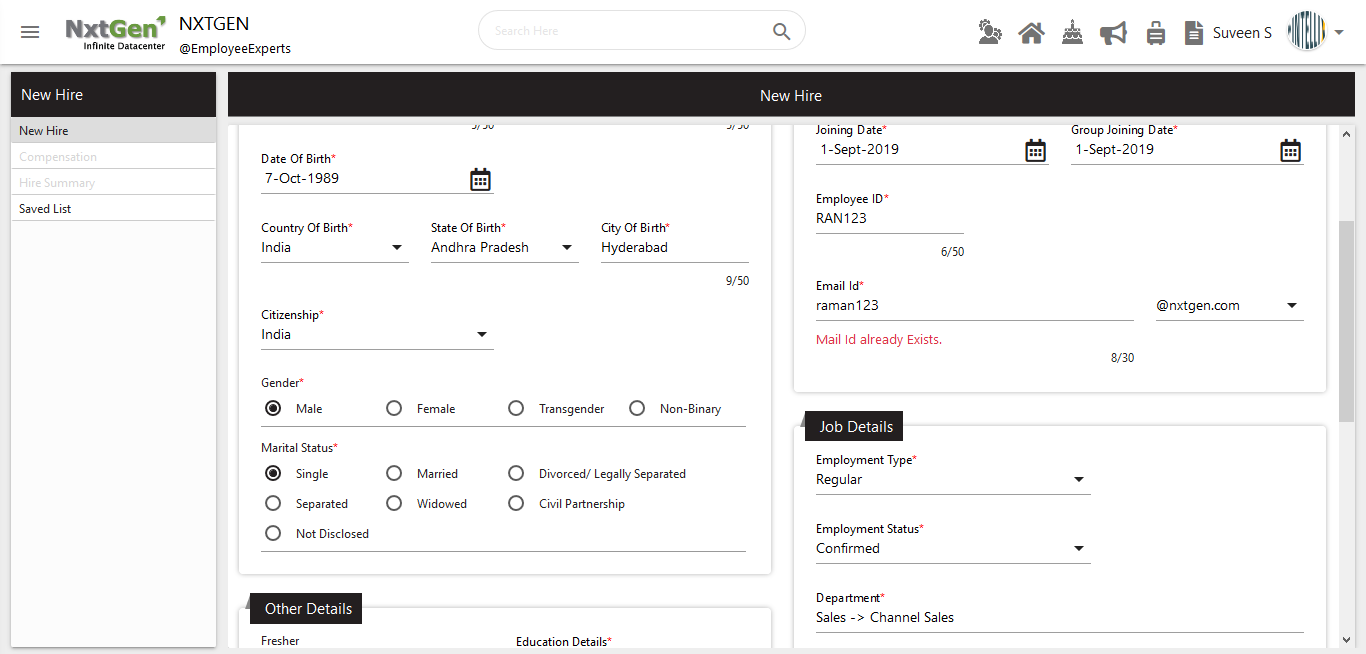 NxtGen
Infinite Datacenter
NXTGEN
@EmployeeExperts
Search Here
Suveen S
INTELI
New Hire
New Hire
Compensation
Hire Summary
Saved List
New Hire
Date Of Birth*
7-Oct-1989
Country Of Birth*
India
State Of Birth*
Andhra Pradesh
City Of Birth*
Hyderabad
9/50
Citizenship*
India
Gender*
Male
Female
Transgender
Non-Binary
Marital Status*
Single
Married
Divorced/ Legally Separated
Separated
Widowed
Civil Partnership
Not Disclosed
Other Details
Fresher
Education Details*
Joining Date*
1-Sept-2019
Group Joining Date*
1-Sept-2019
Employee ID*
RAN123
6/50
Email Id*
raman123
@nxtgen.com
Mail Id already Exists.
8/30
Job Details
Employment Type*
Regular
Employment Status*
Confirmed
Department*
Sales -> Channel Sales